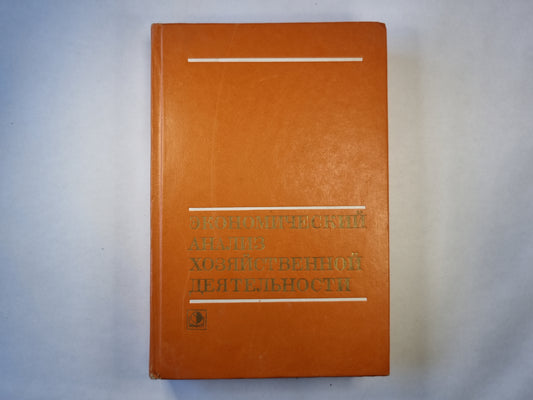 ЭКОНОМИЧЕСКИЙ
АНАЛИЗ
ХОЗЯЙСТВЕННОЙ
ДЕЯТЕЛЬНОСТИ